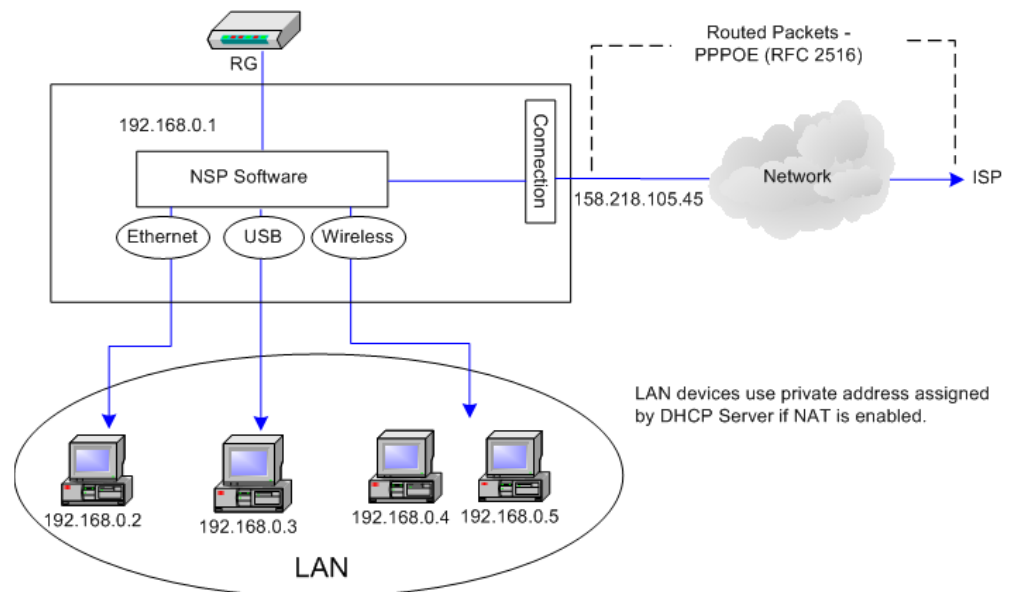 Routed Packets -
PPPOE (RFC 2516)
RG
192.168.0.1
Connection
NSP Software
Network
ISP
158.218.105.45
Ethernet
USB
Wireless
LAN devices use private address assigned
by DHCP Server if NAT is enabled.
192.168.0.2
192.168.0.3
192.168.0.4
192.168.0.5
LAN